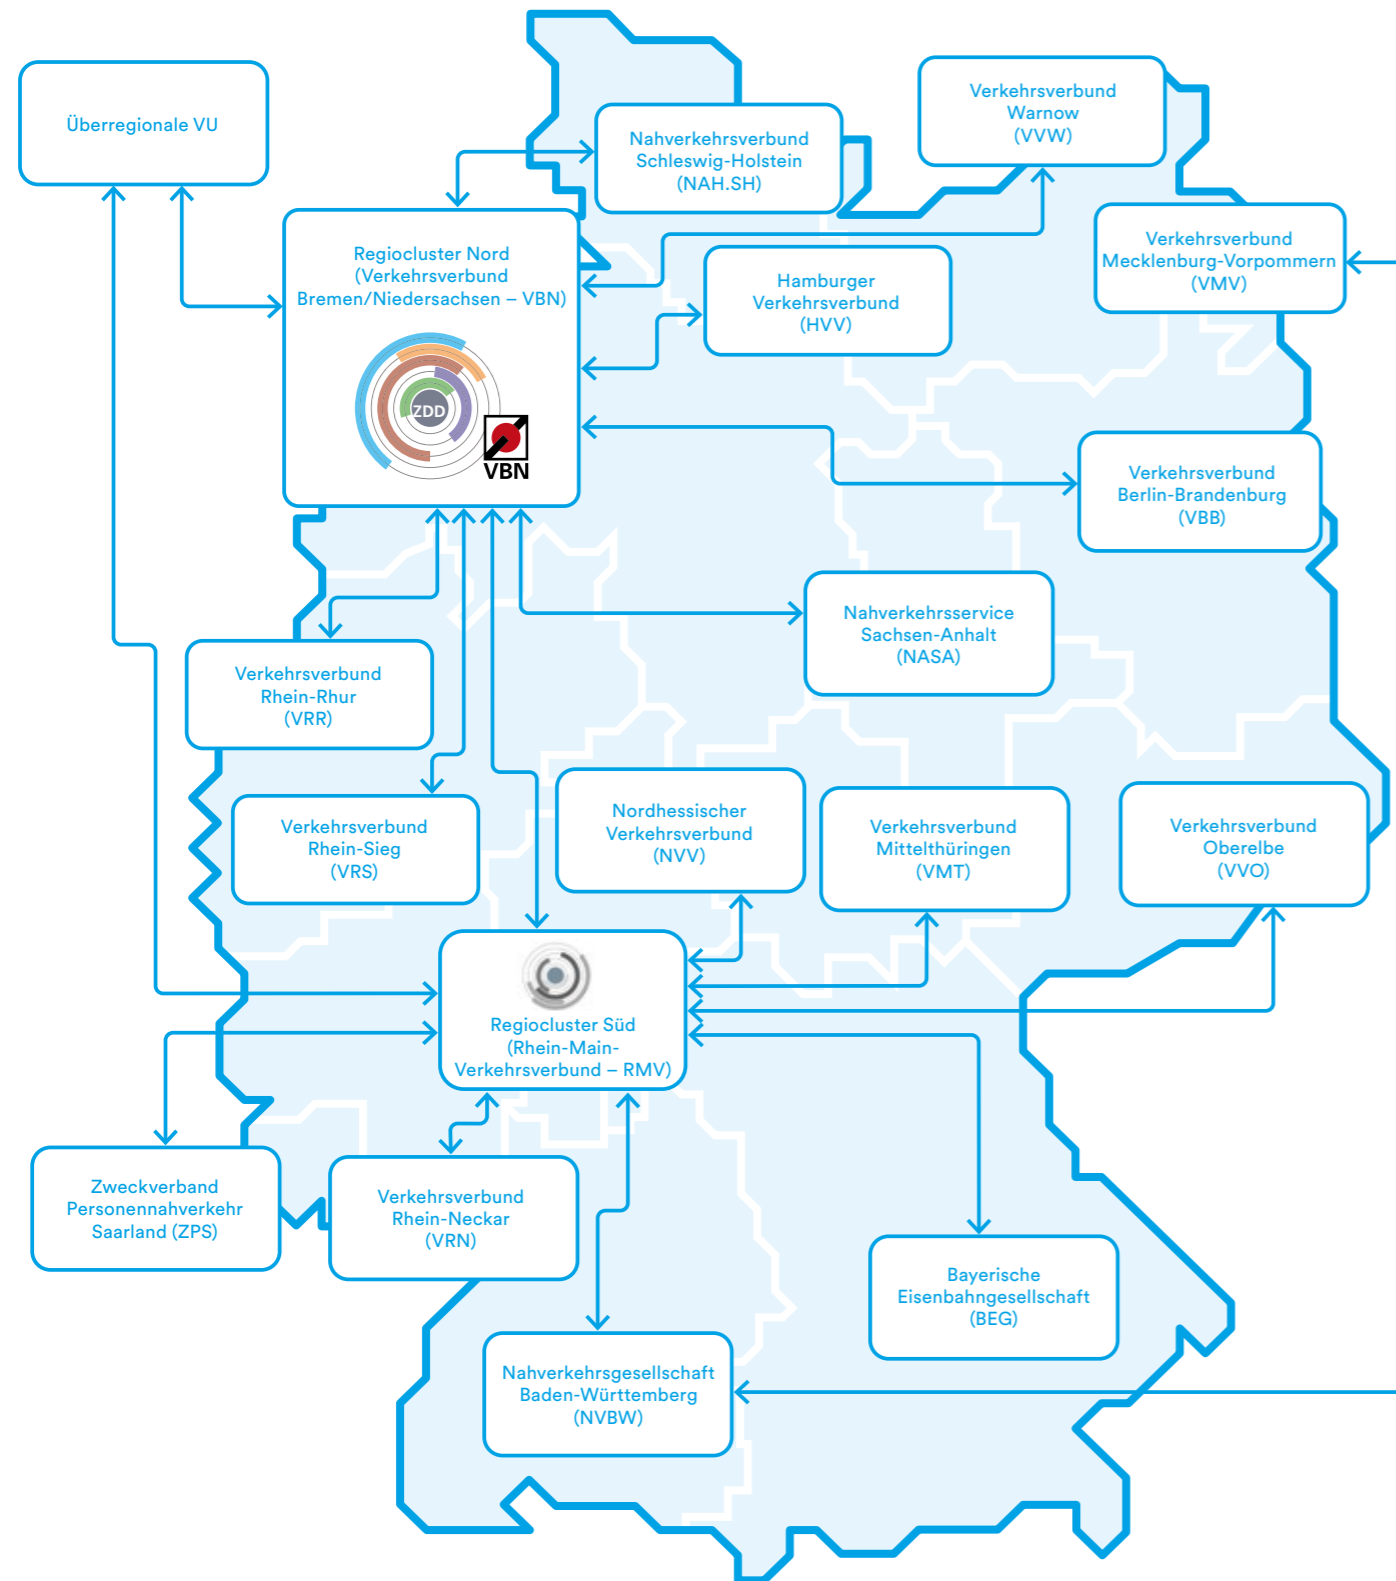 Überregionale VU
Nahverkehrsverbund
Schleswig-Holstein
(NAH.SH)
Verkehrsverbund
Warnow
(VVW)
Regiocluster Nord
(Verkehrsverbund
Bremen/Niedersachsen – VBN)
ZDD
VBN
Hamburger
Verkehrsverbund
(HVV)
Verkehrsverbund
Mecklenburg-Vorpommern
(VMV)
Verkehrsverbund
Berlin-Brandenburg
(VBB)
Nahverkehrsservice
Sachsen-Anhalt
(NASA)
Verkehrsverbund
Rhein-Rhur
(VRR)
Verkehrsverbund
Rhein-Sieg
(VRS)
Nordhessischer
Verkehrsverbund
(NVV)
Verkehrsverbund
Mittelthüringen
(VMT)
Verkehrsverbund
Oberelbe
(VVO)
Regiocluster Süd
(Rhein-Main-
Verkehrsverbund – RMV)
Zweckverband
Personennahverkehr
Saarland (ZPS)
Verkehrsverbund
Rhein-Neckar
(VRN)
Bayerische
Eisenbahngesellschaft
(BEG)
Nahverkehrsgesellschaft
Baden-Württemberg
(NVBW)